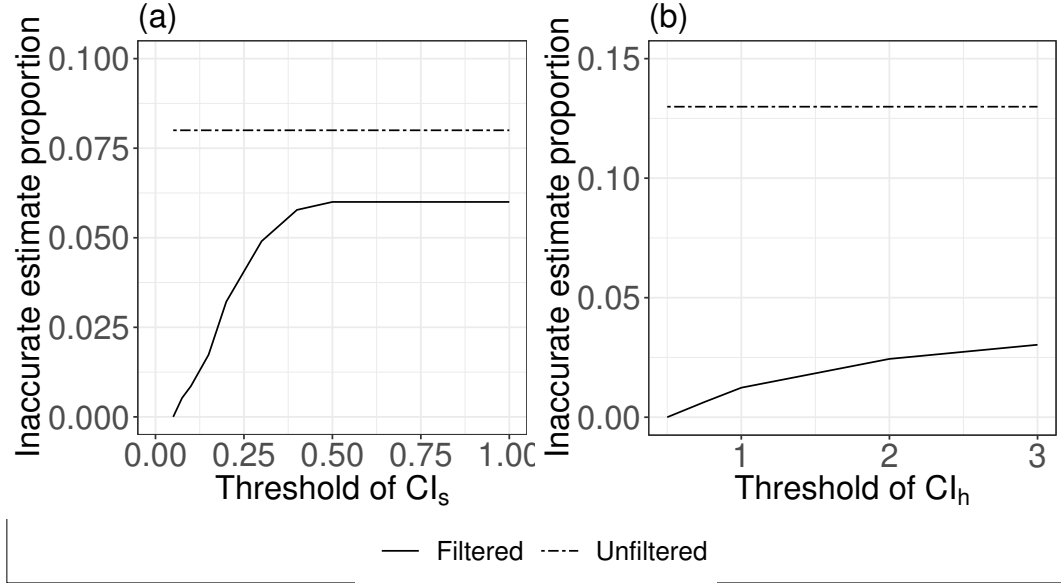 (a)
Inaccurate estimate proportion
0.100
0.075
0.050
0.025
0.000
0.00 0.25 0.50 0.75 1.00
Threshold of CIs
(b)
Inaccurate estimate proportion
0.15
0.10
0.05
0.00
1 2 3
Threshold of CIh
Filtered Unfiltered